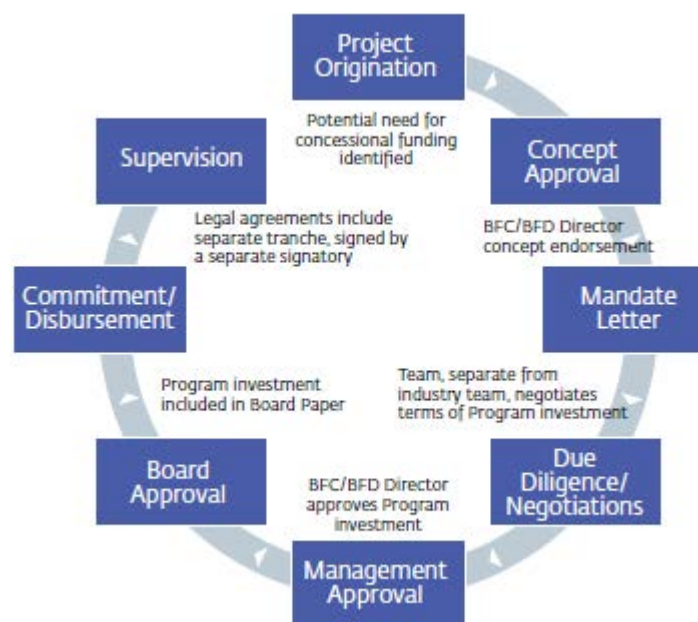 Project
Origination
Potential need for
concessional funding
identified
Concept
Approval
BFC/BFD Director
concept endorsement
Mandate
Letter
Team, separate from
industry team, negotiates
terms of Program investment
Due
Diligence/
Negotiations
BFC/BFD Director
approves Program
investment
Management
Approval
Program investment
included in Board Paper
Board
Approval
Commitment/
Disbursement
Legal agreements include
separate tranche, signed by
a separate signatory
Supervision